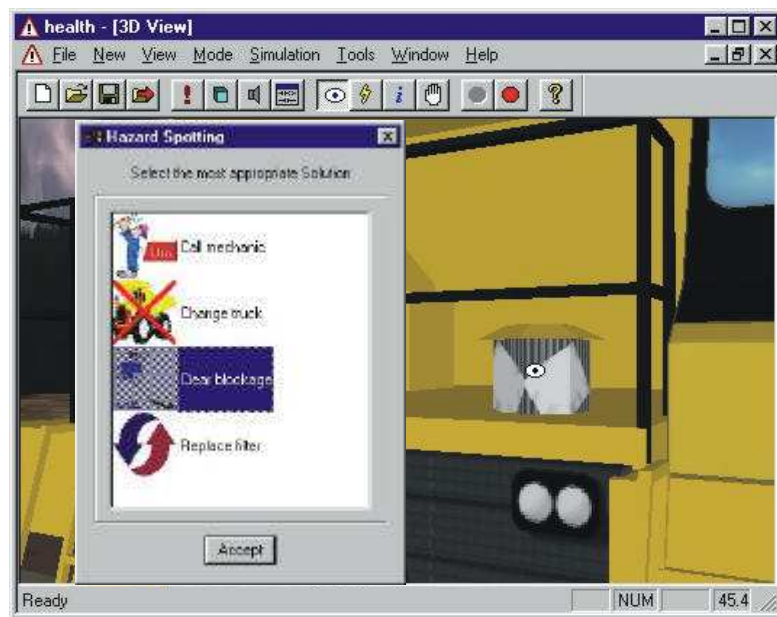 health - [3D View]
File New View Mode Simulation Tools Window Help
Hazard Spotting
Select the most appropriate Solution
Call mechanic
Change truck
Clear blockage
Replace filter
Accept
Ready NUM 45.4